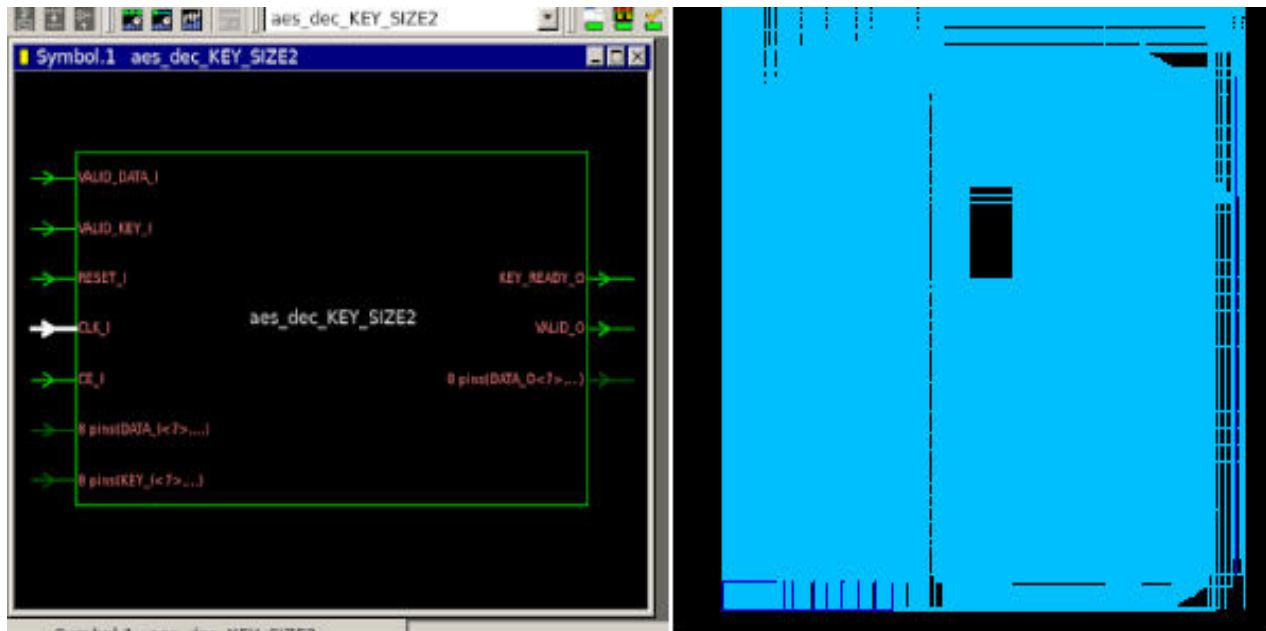 aes_dec_KEY_SIZE2
Symbol.1 aes_dec_KEY_SIZE2
VALID_DATA_I
VALID_KEY_I
RESET_I
KEY_READY_O
CLK_I
aes_dec_KEY_SIZE2
VALID_O
CE_I
8 pins(DATA_O<7>,...)
8 pins(DATA_I<7>,...)
8 pins(KEY_I<7>,...)